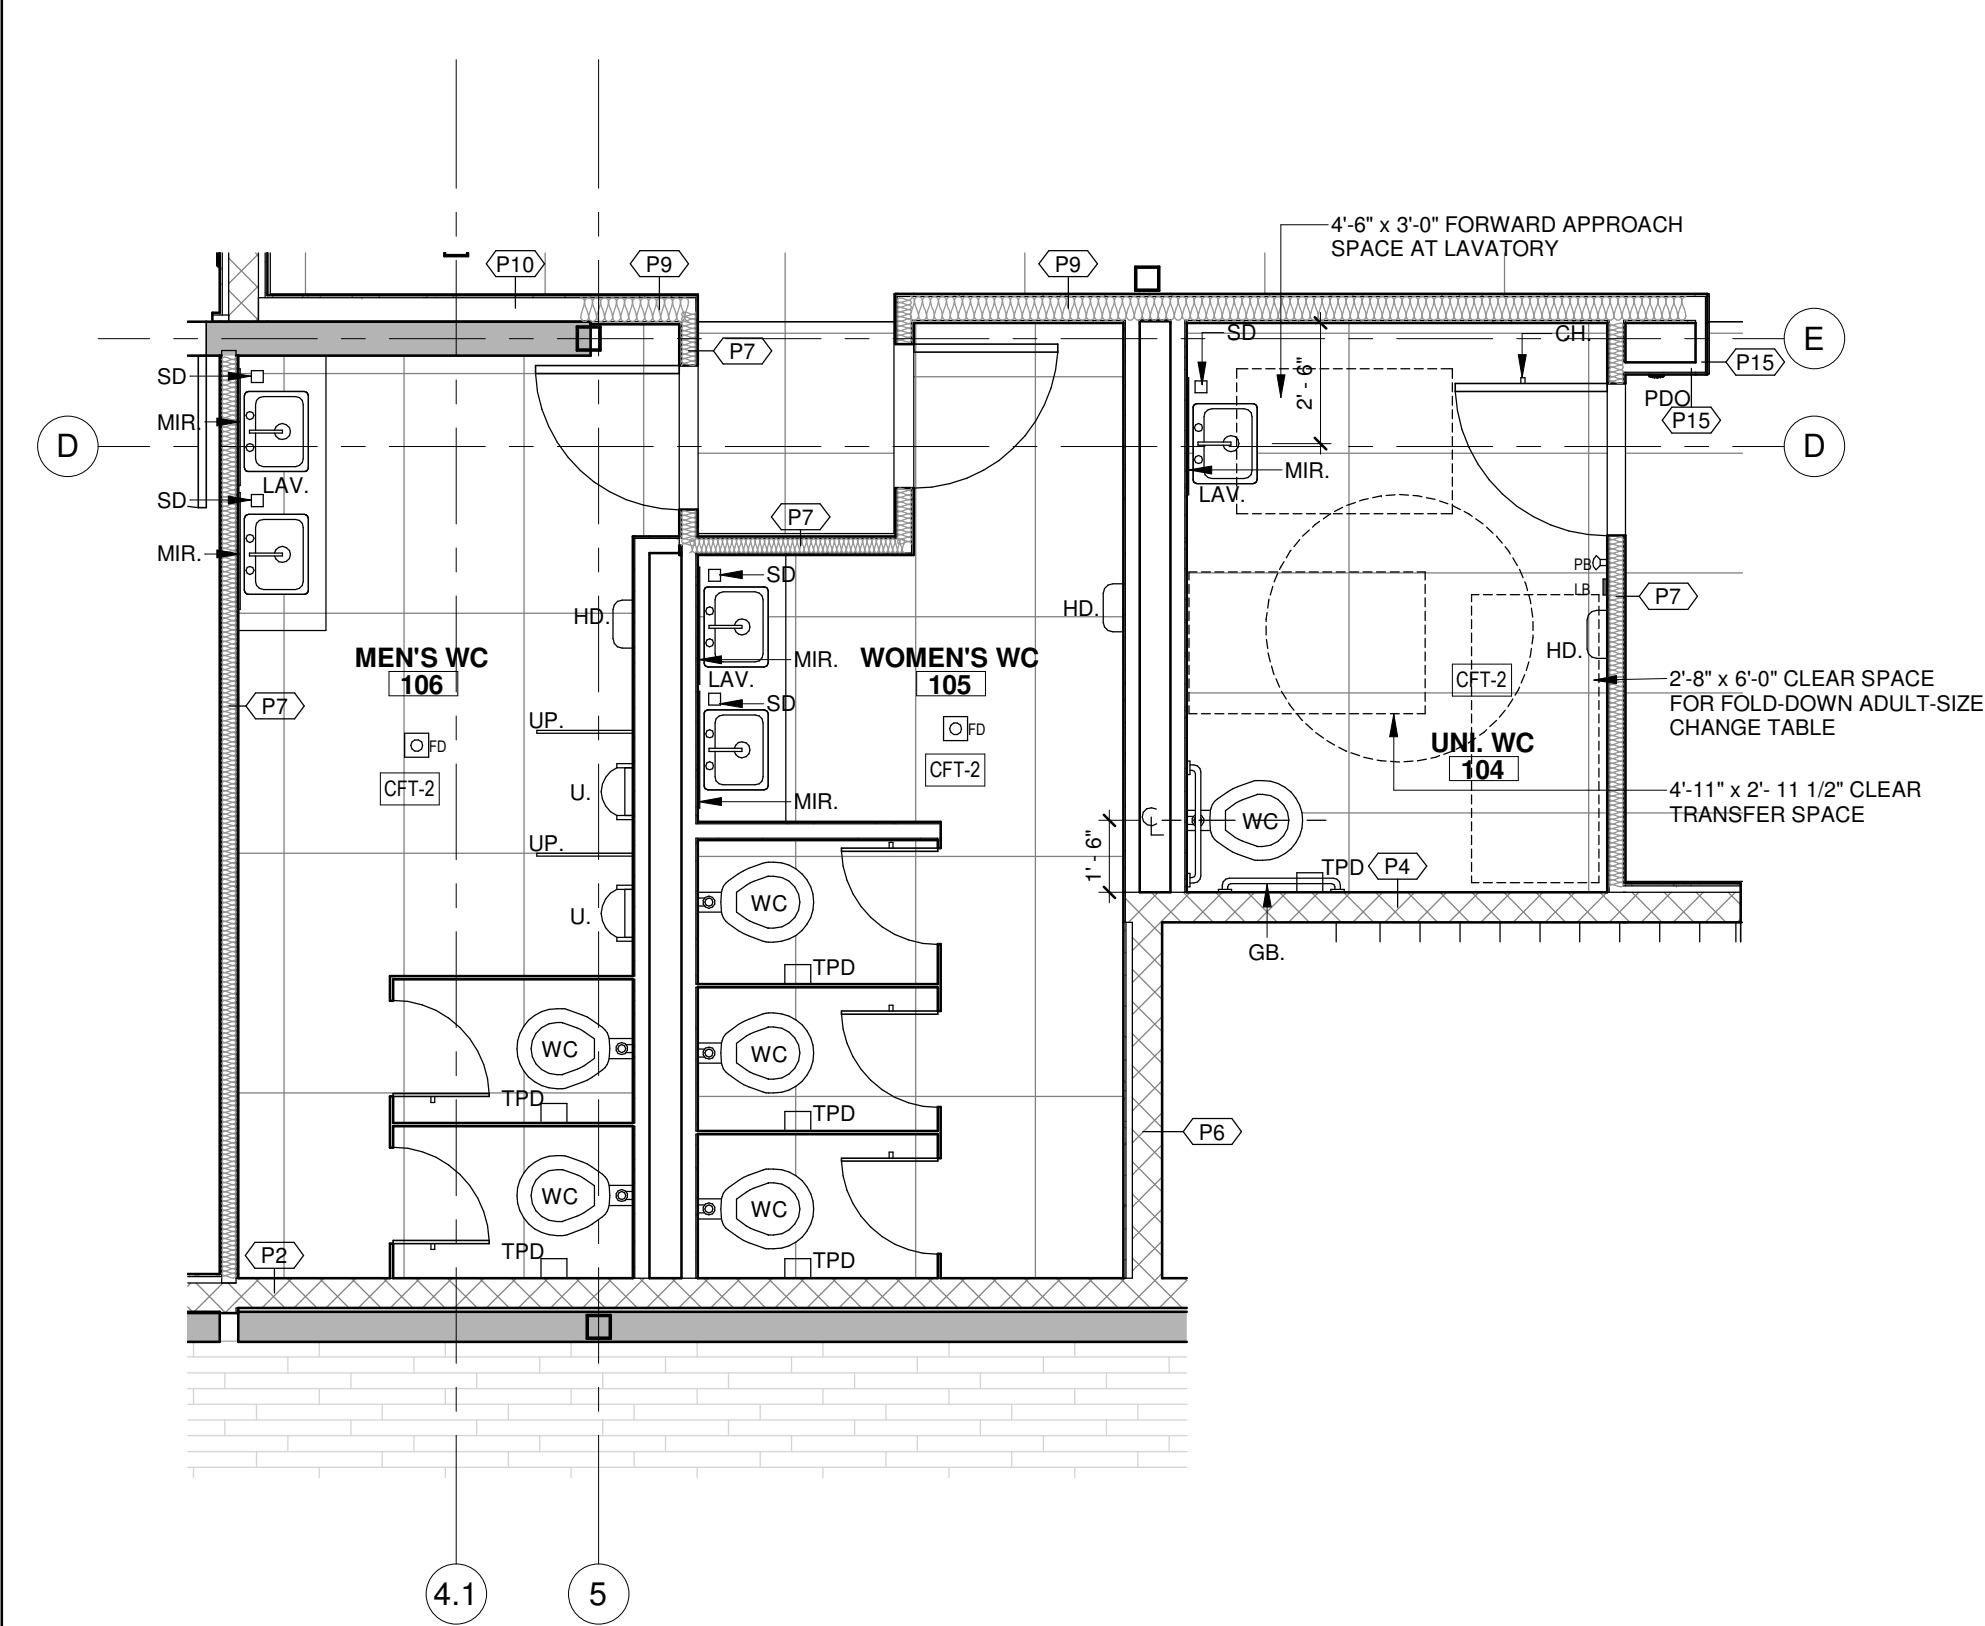 4'-6" x 3'-0" FORWARD APPROACH
SPACE AT LAVATORY
P10
P9
P9
SD
CH.
E
P7
P15
SD
2' - 6"
PDO
MIR.
P15
D
D
MIR.
LAV.
LAV.
SD
P7
MIR.
PB
SD
LB
P7
HD.
HD.
HD.
MEN'S WC
106
MIR.
WOMEN'S WC
105
LAV.
CFT-2
2'-8" x 6'-0" CLEAR SPACE
FOR FOLD-DOWN ADULT-SIZE
CHANGE TABLE
P7
SD
UP.
FD
FD
UNI. WC
104
CFT-2
CFT-2
U.
MIR.
4'-11" x 2'- 11 1/2" CLEAR
TRANSFER SPACE
CL
WC
UP.
1' - 6"
TPD
P4
WC
U.
GB.
TPD
WC
WC
TPD
TPD
P6
WC
WC
TPD
TPD
P2
4.1
5